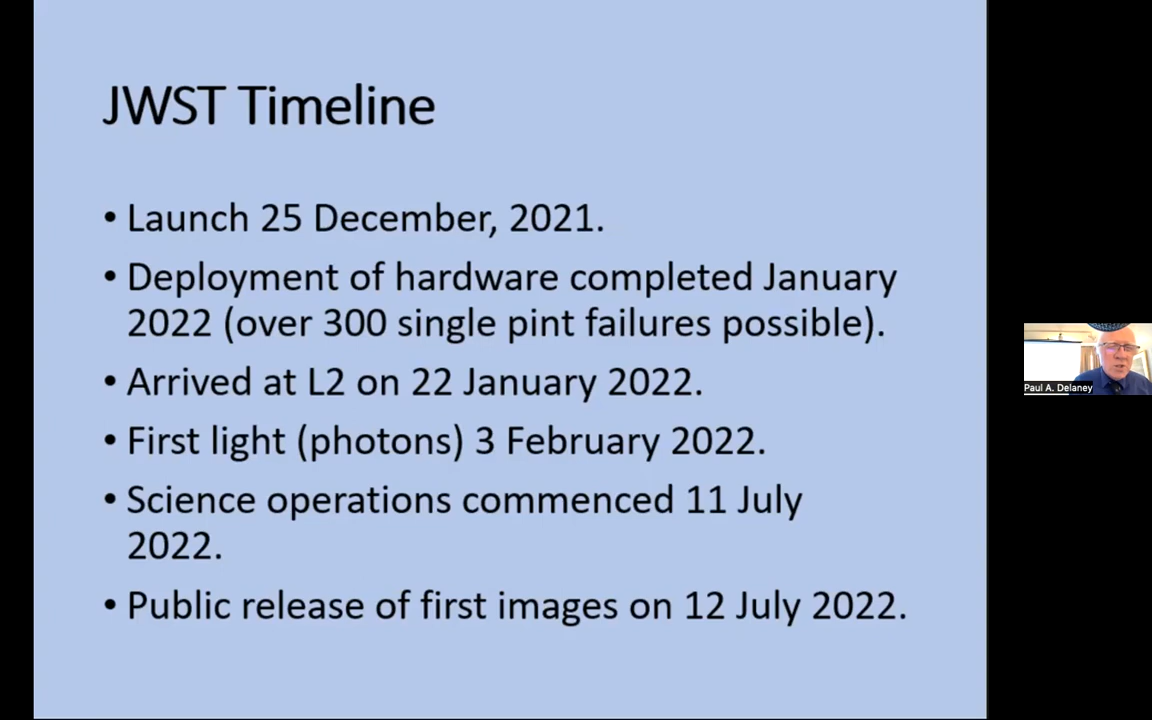 JWST Timeline
• Launch 25 December, 2021.
• Deployment of hardware completed January
2022 (over 300 single pint failures possible).
• Arrived at L2 on 22 January 2022.
• First light (photons) 3 February 2022.
• Science operations commenced 11 July
2022.
• Public release of first images on 12 July 2022.
Paul A. Delaney